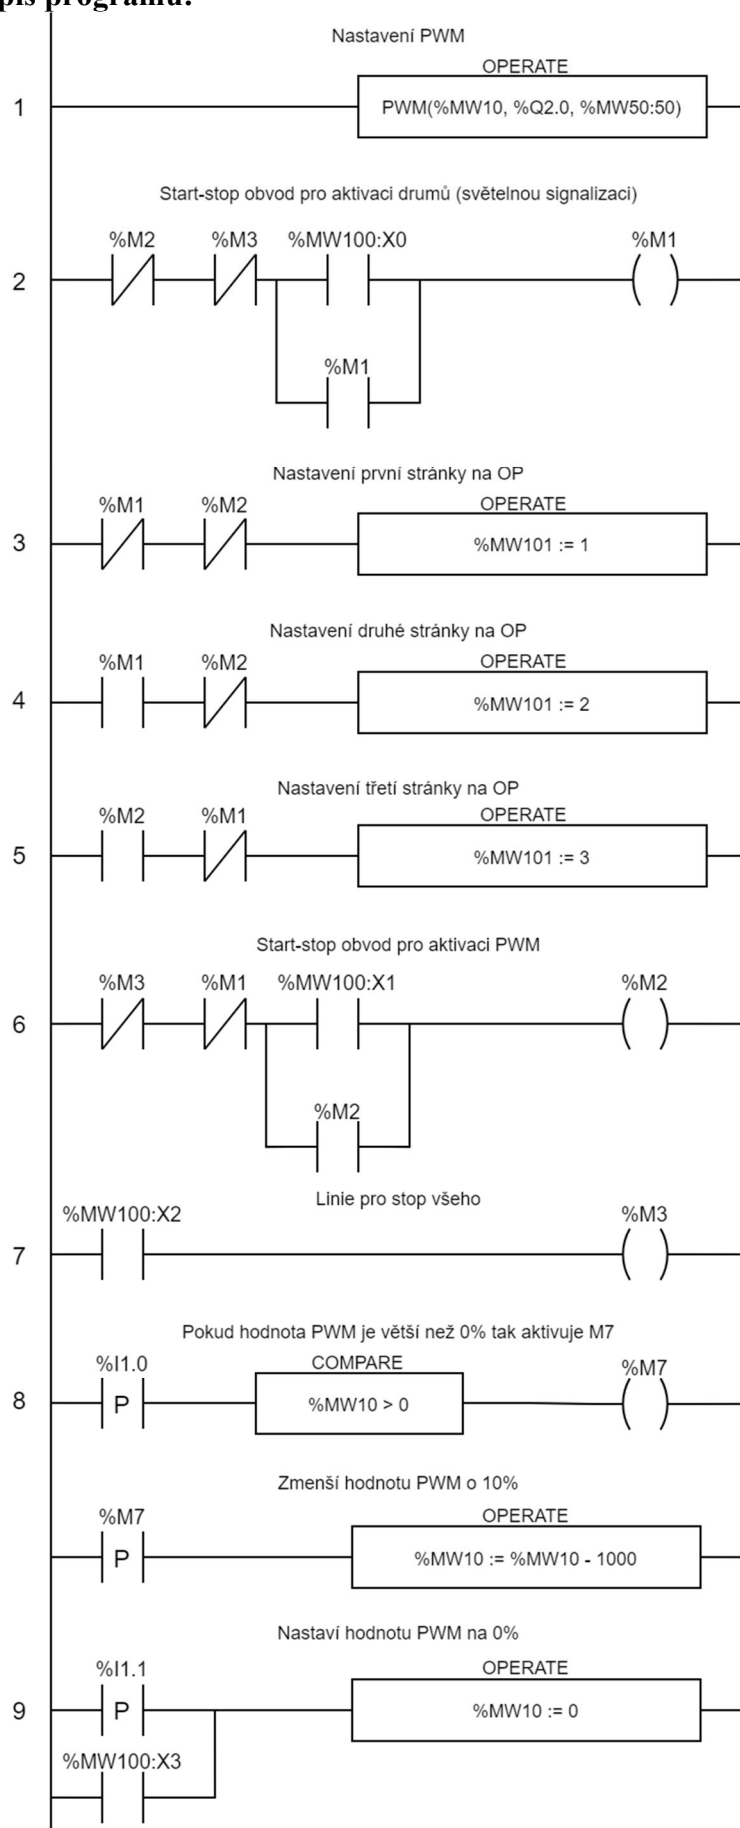 pis programu:
Nastavení PWM
OPERATE
1
PWM(%MW10, %Q2.0, %MW50:50)
Start-stop obvod pro aktivaci drumů (světelnou signalizaci)
%M2 %M3 %MW100:X0 %M1
2
%M1
Nastavení první stránky na OP
%M1 %M2 OPERATE
3
%MW101 := 1
Nastavení druhé stránky na OP
%M1 %M2 OPERATE
4
%MW101 := 2
Nastavení třetí stránky na OP
%M2 %M1 OPERATE
5
%MW101 := 3
Start-stop obvod pro aktivaci PWM
%M3 %M1 %MW100:X1 %M2
6
%M2
Linie pro stop všeho
%MW100:X2 %M3
7
Pokud hodnota PWM je větší než 0% tak aktivuje M7
%I1.0 COMPARE %M7
8 P %MW10 > 0
Zmenší hodnotu PWM o 10%
%M7 OPERATE
P %MW10 := %MW10 - 1000
Nastaví hodnotu PWM na 0%
%I1.1 OPERATE
9 P %MW10 := 0
%MW100:X3